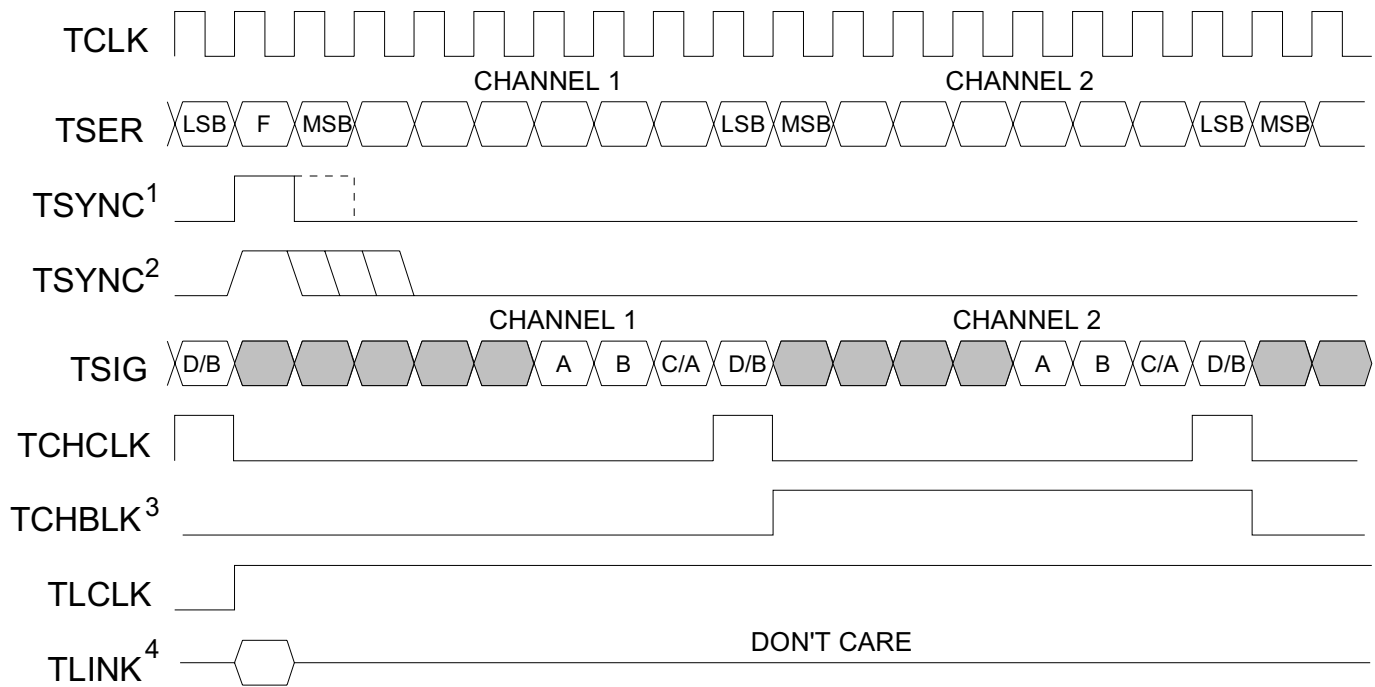 TCLK
CHANNEL 1 CHANNEL 2
TSER LSB F MSB LSB MSB LSB MSB
TSYNC1
TSYNC2
CHANNEL 1 CHANNEL 2
TSIG D/B A B C/A D/B A B C/A D/B
TCHCLK
TCHBLK3
TLCLK
DON'T CARE
TLINK4